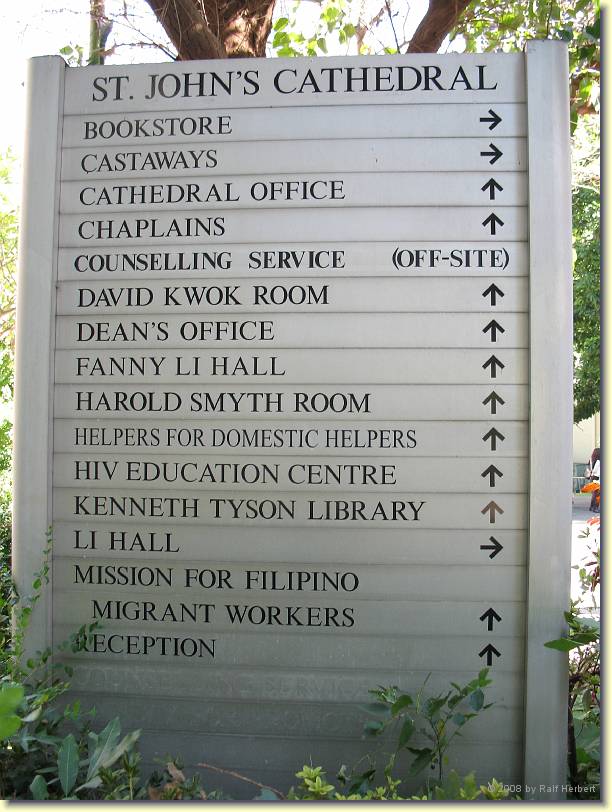 ST. JOHN'S CATHEDRAL
BOOKSTORE →
CASTAWAYS →
CATHEDRAL OFFICE ↑
CHAPLAINS ↑
COUNSELLING SERVICE (OFF-SITE)
DAVID KWOK ROOM ↑
DEAN'S OFFICE ↑
FANNY LI HALL ↑
HAROLD SMYTH ROOM ↑
HELPERS FOR DOMESTIC HELPERS ↑
HIV EDUCATION CENTRE ↑
KENNETH TYSON LIBRARY ↑
LI HALL →
MISSION FOR FILIPINO
MIGRANT WORKERS ↑
RECEPTION ↑
© 2008 by Ralf Herbert